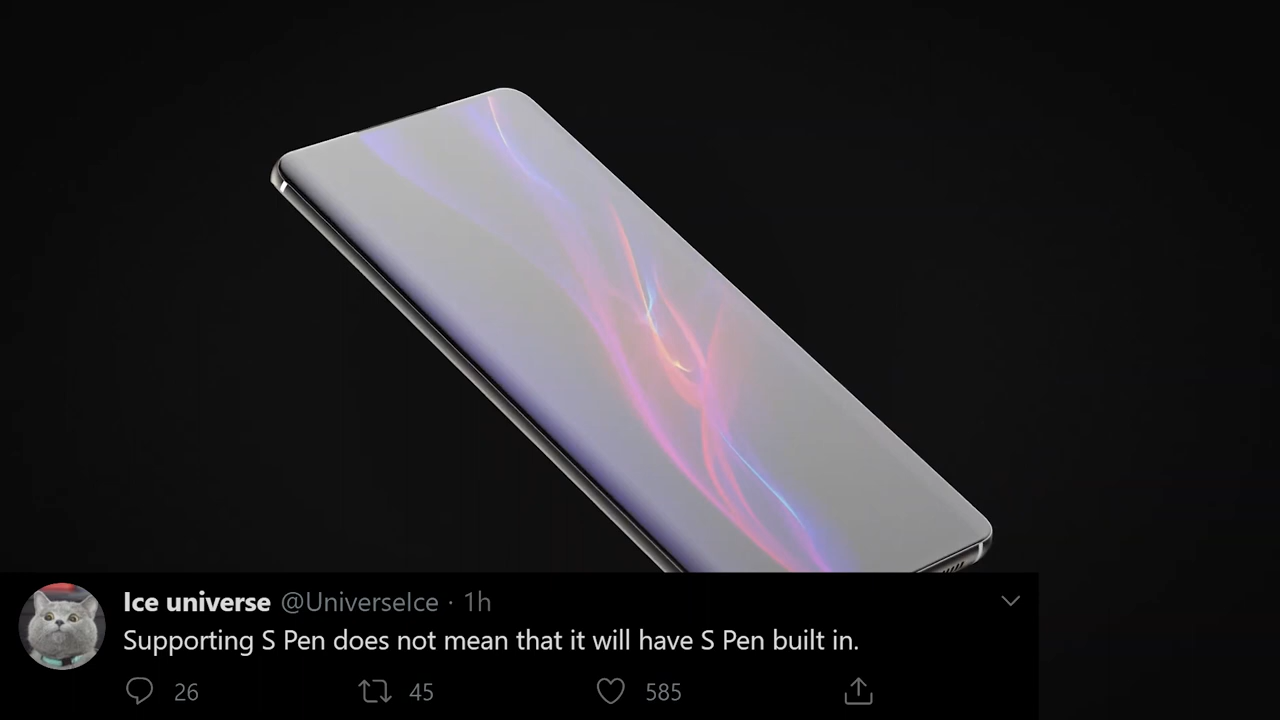 Ice universe @UniverseIce · 1h
Supporting S Pen does not mean that it will have S Pen built in.
26 45 585